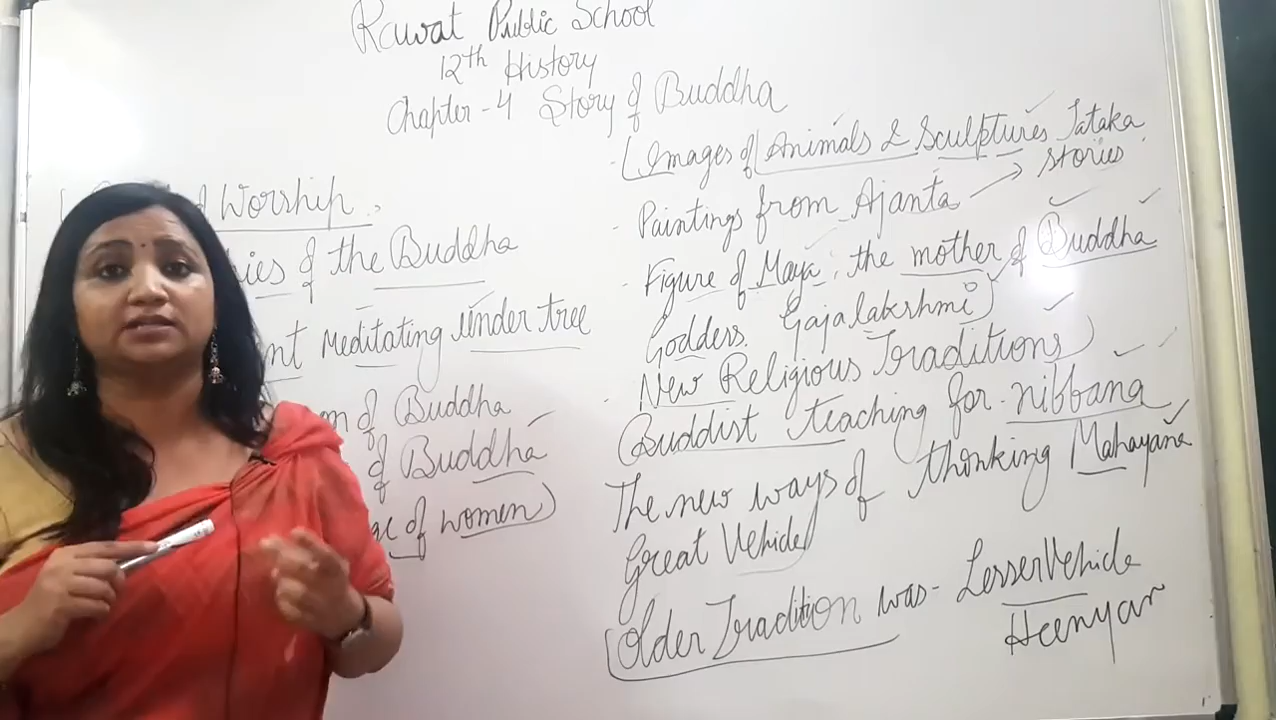 Rawat Public School
12th History
Chapter-4 Story of Buddha
Worship
of the Buddha
Meditating under tree
of Buddha
of Buddha
of women)
- (Images of (Animals & Sculptures Jataka
stories
- Paintings from Ajanta →
- Figure of Maya : the mother of Buddha
Godders. Gajalakshmi)
- New Religious Traditions)
(Buddist teaching for - nibbana
The new ways of thinking Mahayana
Great Vehicle
(Older Tradition was - Lesser Vehicle
Heenyan